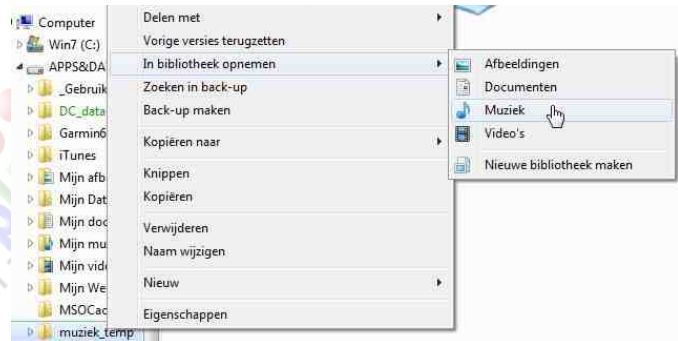 Computer
Win7 (C:)
APPS&DA
_Gebruik
DC_data
Garmin6
iTunes
Mijn afb
Mijn Dat
Mijn doc
Mijn mu
Mijn vid
Mijn We
MSOCac
muziek_temp
Delen met
Vorige versies terugzetten
In bibliotheek opnemen
Zoeken in back-up
Back-up maken
Kopiëren naar
Knippen
Kopiëren
Verwijderen
Naam wijzigen
Nieuw
Eigenschappen
Afbeeldingen
Documenten
Muziek
Video's
Nieuwe bibliotheek maken